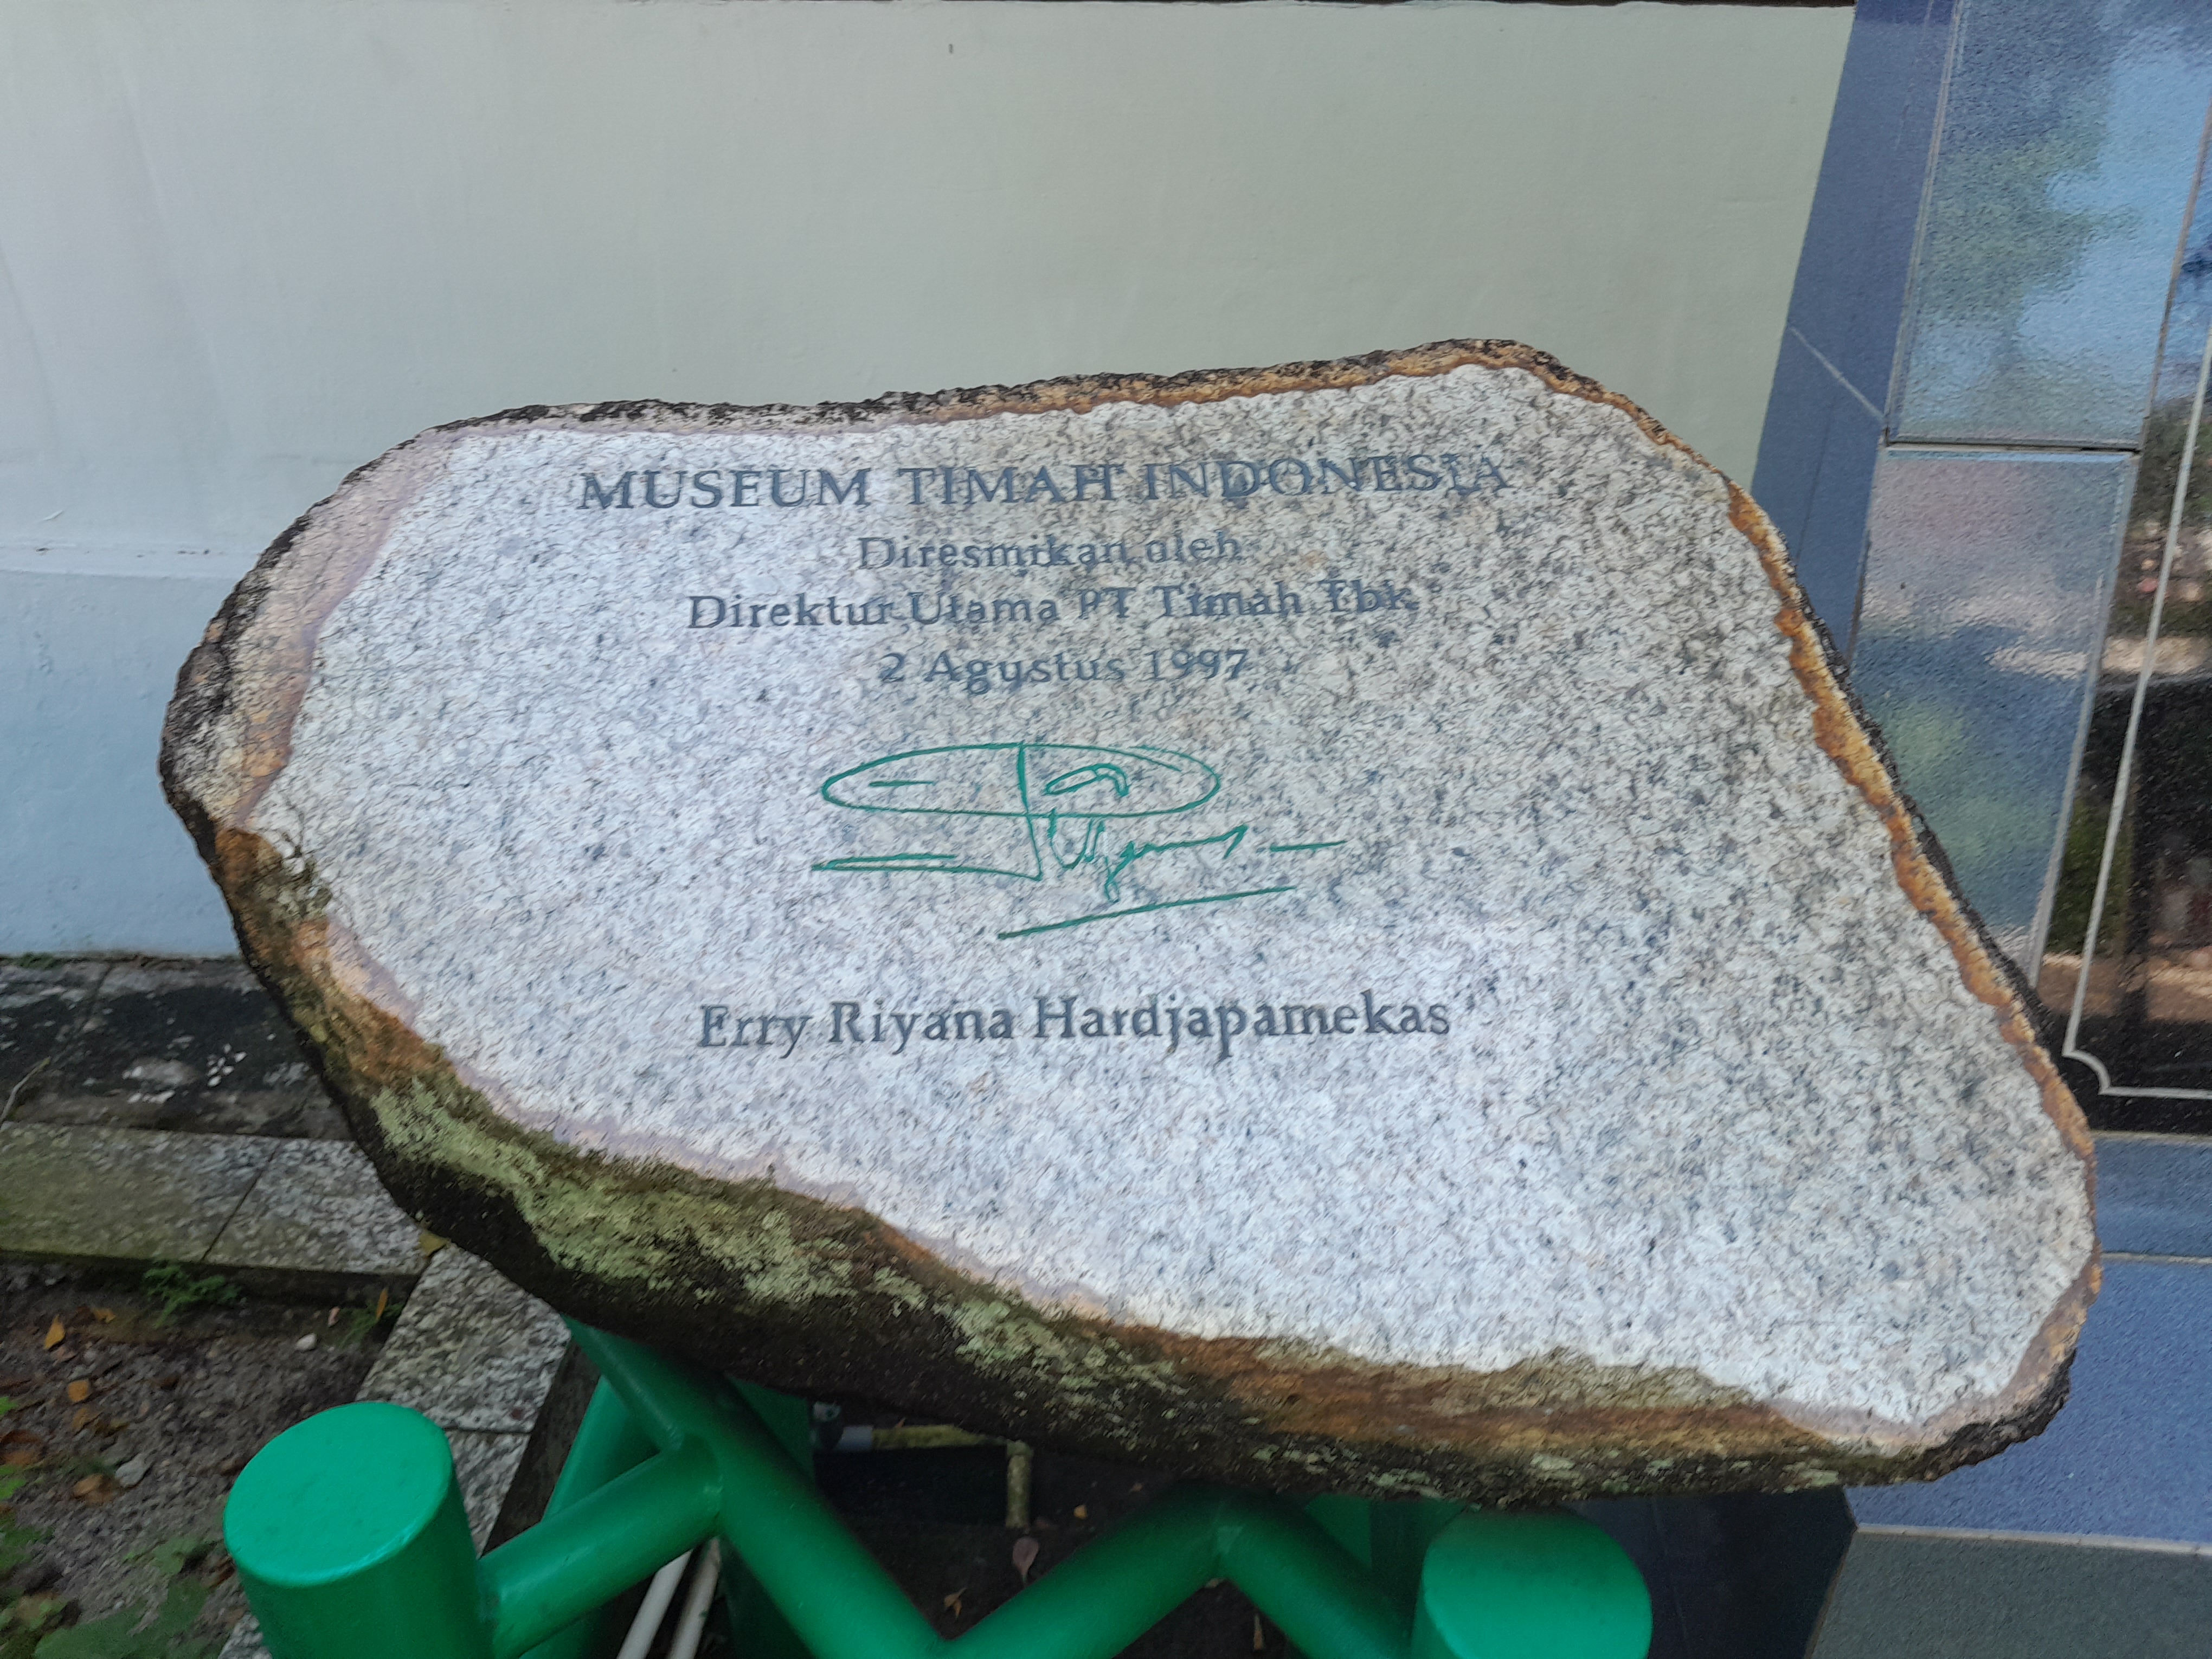 MUSEUM TIMAH INDONESIA
Diresmikan oleh
Direktur Utama PT Timah Tbk.
2 Agustus 1997
Erry Riyana Hardjapamekas